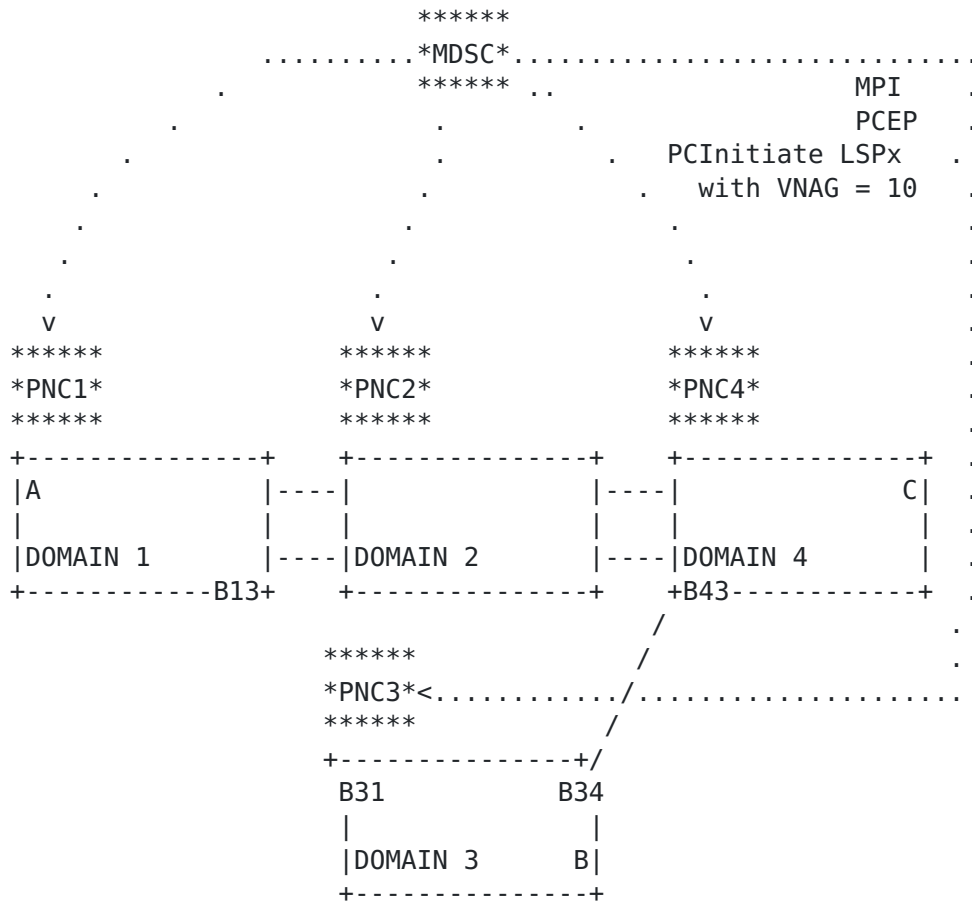 ******
..........*MDSC*..............................
. ****** .. MPI .
. . . PCEP .
. . . PCInitiate LSPx .
. . . with VNAG = 10 .
. . . .
. . . .
. . . .
v v v .
****** ****** ****** .
*PNC1* *PNC2* *PNC4* .
****** ****** ****** .
+---------------+ +---------------+ +---------------+ .
|A |----| |----| C| .
| | | | | | .
|DOMAIN 1 |----|DOMAIN 2 |----|DOMAIN 4 | .
+------------B13+ +---------------+ +B43------------+ .
/ .
****** / .
*PNC3*<............/.....................
****** /
+---------------+/
B31 B34
| |
|DOMAIN 3 B|
+---------------+